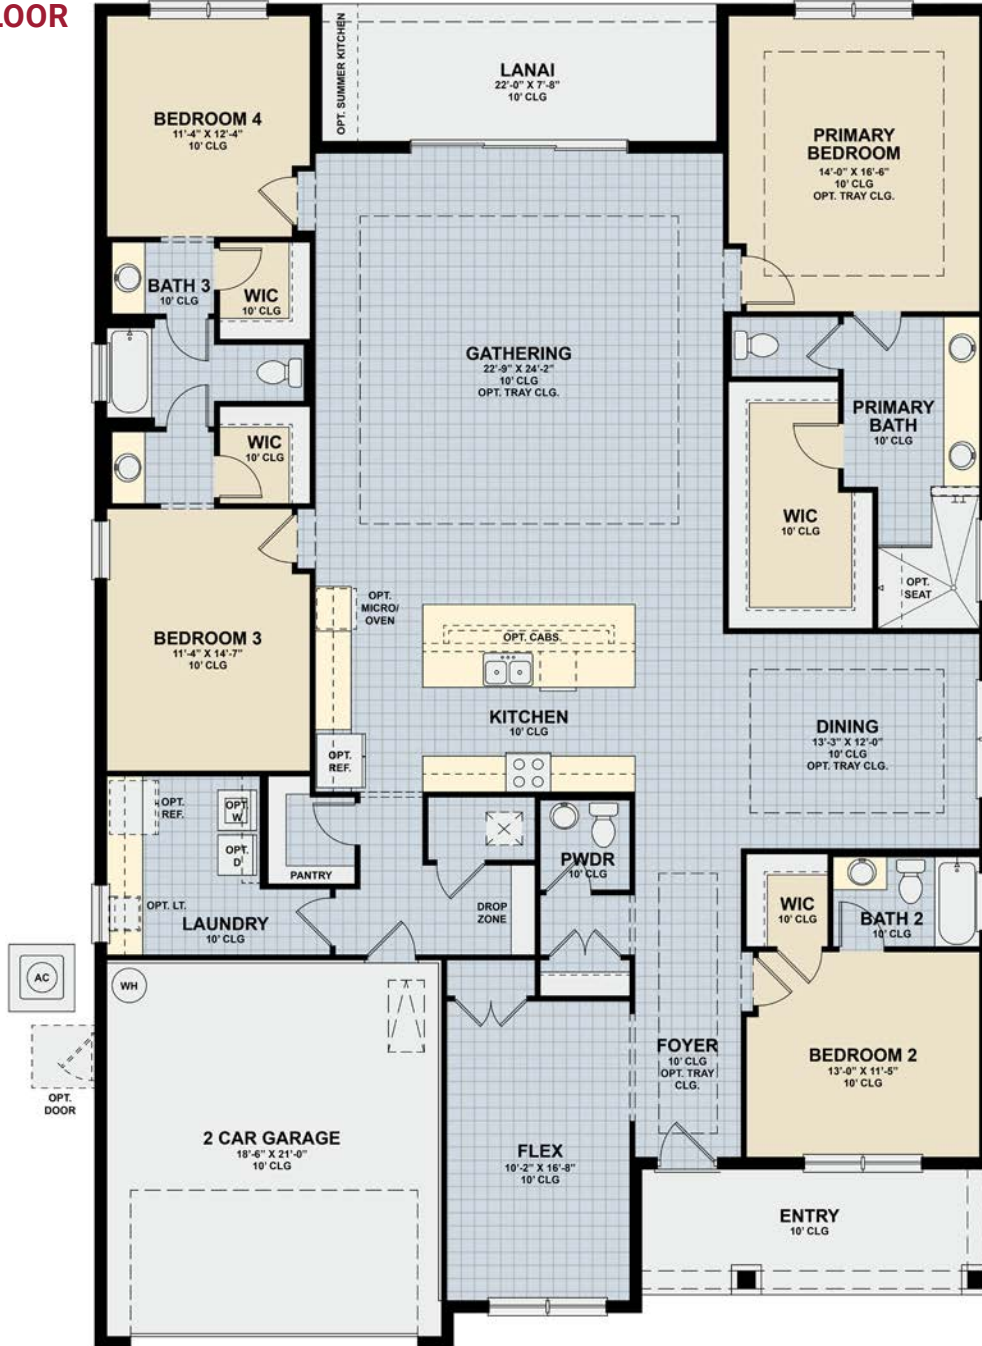 LOOR
OPT. SUMMER KITCHEN
LANAI
22'-0" X 7'-8"
10' CLG
BEDROOM 4
11'-4" X 12'-4"
10' CLG
PRIMARY
BEDROOM
14'-0" X 16'-6"
10' CLG
OPT. TRAY CLG.
BATH 3
10' CLG
WIC
10' CLG
GATHERING
22'-9" X 24'-2"
10' CLG
OPT. TRAY CLG.
PRIMARY
BATH
10' CLG
WIC
10' CLG
WIC
10' CLG
OPT.
SEAT
OPT.
MICRO/
OVEN
BEDROOM 3
11'-4" X 14'-7"
10' CLG
OPT. CABS.
KITCHEN
10' CLG
DINING
13'-3" X 12'-0"
10' CLG
OPT. TRAY CLG.
OPT.
REF.
OPT.
REF.
OPT.
W
OPT.
D
PANTRY
PWDR
10' CLG
OPT. LT.
LAUNDRY
10' CLG
DROP
ZONE
WIC
10' CLG
BATH 2
10' CLG
AC
WH
OPT.
DOOR
FOYER
10' CLG
OPT. TRAY
CLG.
BEDROOM 2
13'-0" X 11'-5"
10' CLG
2 CAR GARAGE
18'-6" X 21'-0"
10' CLG
FLEX
10'-2" X 16'-8"
10' CLG
ENTRY
10' CLG